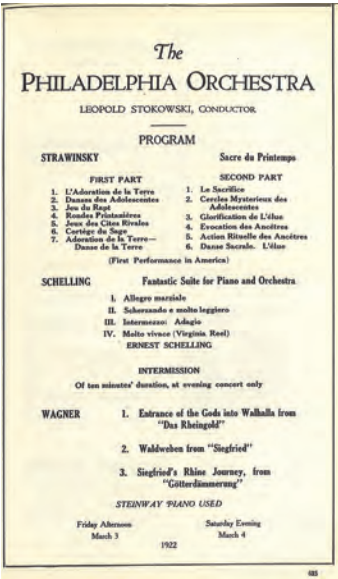 The
PHILADELPHIA ORCHESTRA
LEOPOLD STOKOWSKI, CONDUCTOR
PROGRAM
STRAWINSKY Sacre du Printemps
FIRST PART
1. L'Adoration de la Terre
2. Danses des Adolescentes
3. Jeu du Rapt
4. Rondes Printanières
5. Jeux des Cites Rivales
6. Cortège du Sage
7. Adoration de la Terre—
Danse de la Terre
SECOND PART
1. Le Sacrifice
2. Cercles Mysterieux des
Adolescentes
3. Glorification de L'élue
4. Evocation des Ancêtres
5. Action Rituelle des Ancêtres
6. Danse Sacrale. L'élue
(First Performance in America)
SCHELLING Fantastic Suite for Piano and Orchestra
I. Allegro marziale
II. Scherzando e molto leggiero
III. Intermezzo: Adagio
IV. Molto vivace (Virginia Reel)
ERNEST SCHELLING
INTERMISSION
Of ten minutes' duration, at evening concert only
WAGNER 1. Entrance of the Gods into Walhalla from
"Das Rheingold"
2. Waldweben from "Siegfried"
3. Siegfried's Rhine Journey, from
"Götterdämmerung"
STEINWAY PIANO USED
Friday Afternoon
March 3
Saturday Evening
March 4
1922